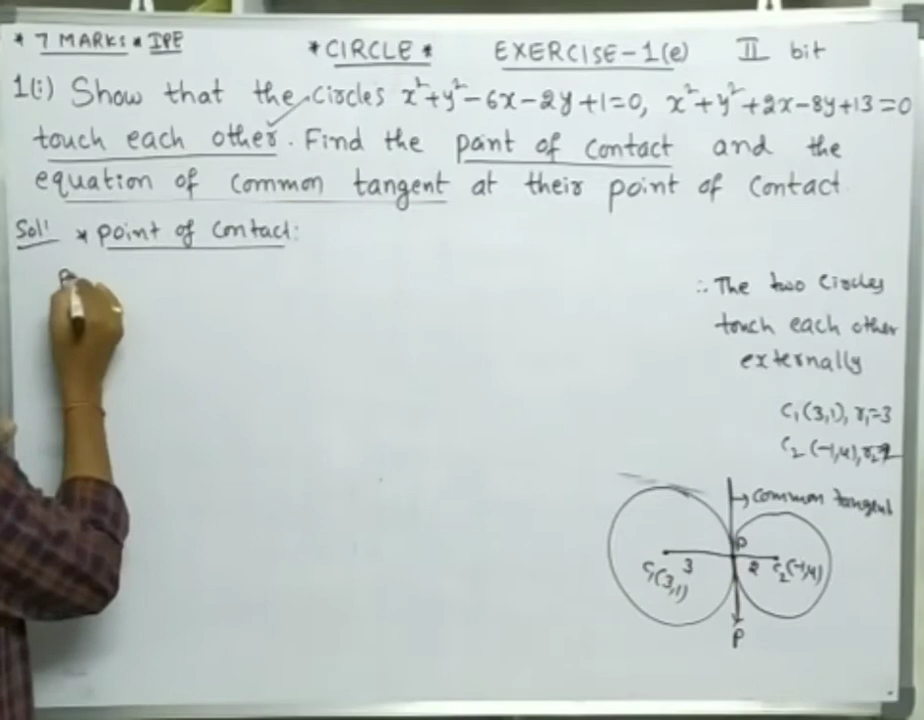 * 7 MARKS * IPE
* CIRCLE * EXERCISE-1(e) II bit
1(i) Show that the circles x²+y²-6x-2y+1=0, x²+y²+2x-8y+13=0
touch each other. Find the point of contact and the
equation of common tangent at their point of contact
Sol' * point of contact:
∴ The two circles
touch each other
externally
C₁(3,1), r₁=3
C₂(-1,4), r₂=2
→ common tangent
P
3
2
C₁(3,1)
C₂(-1,4)
P